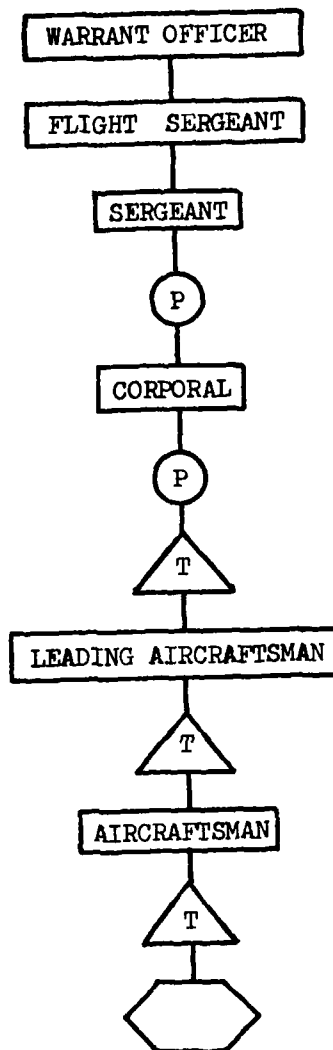 WARRANT OFFICER
FLIGHT SERGEANT
SERGEANT
P
CORPORAL
P
T
LEADING AIRCRAFTSMAN
T
AIRCRAFTSMAN
T